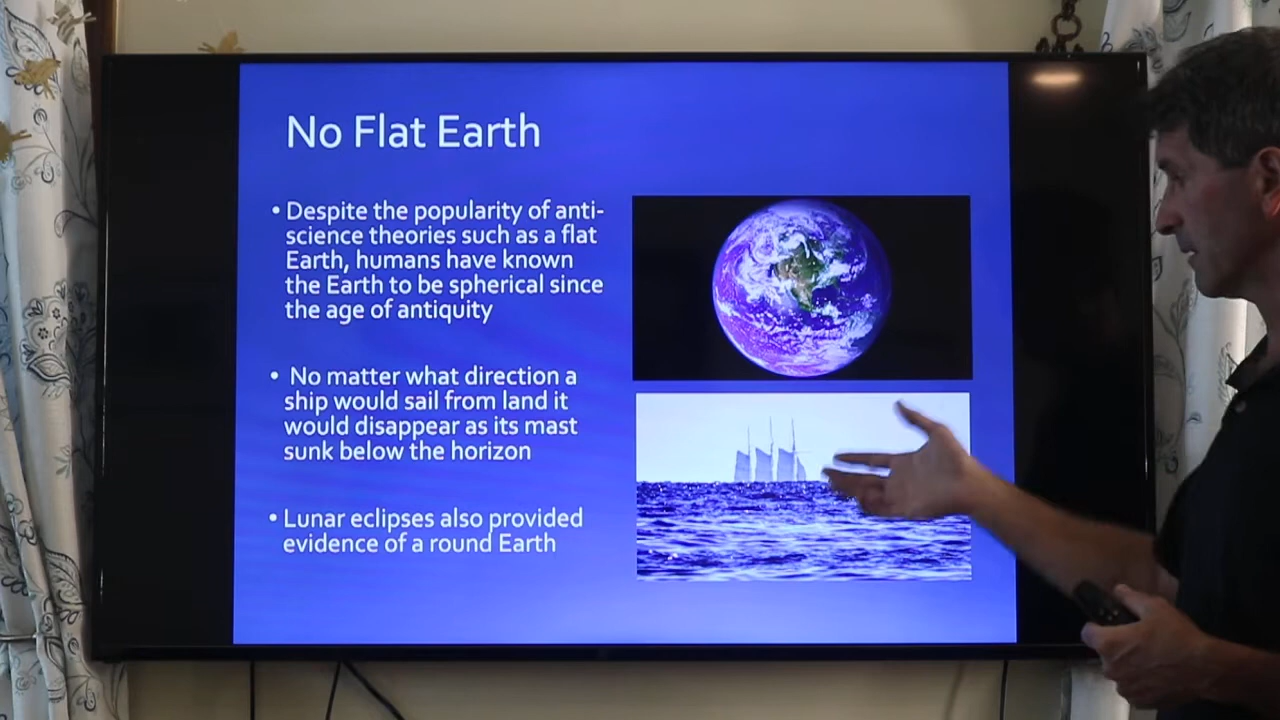 No Flat Earth
• Despite the popularity of anti-
science theories such as a flat
Earth, humans have known
the Earth to be spherical since
the age of antiquity
• No matter what direction a
ship would sail from land it
would disappear as its mast
sunk below the horizon
• Lunar eclipses also provided
evidence of a round Earth